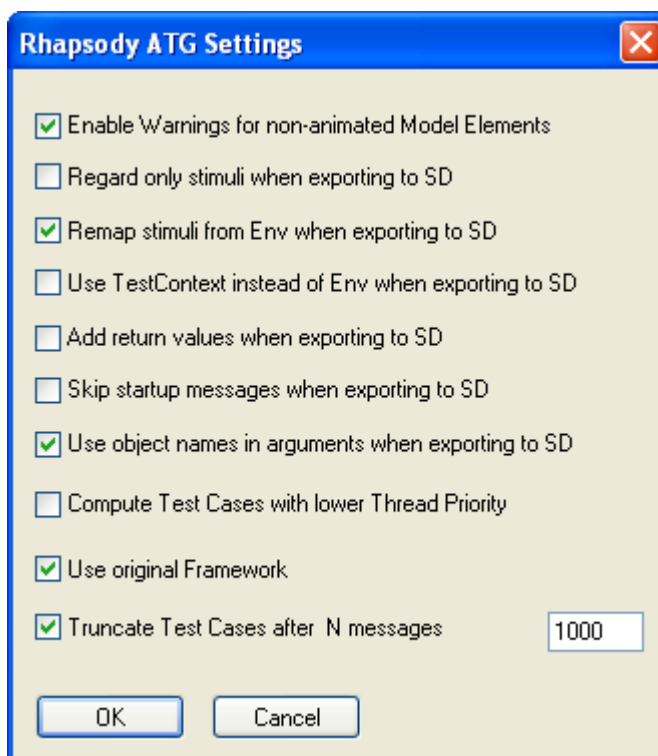 Rhapsody ATG Settings
Enable Warnings for non-animated Model Elements
Regard only stimuli when exporting to SD
Remap stimuli from Env when exporting to SD
Use TestContext instead of Env when exporting to SD
Add return values when exporting to SD
Skip startup messages when exporting to SD
Use object names in arguments when exporting to SD
Compute Test Cases with lower Thread Priority
Use original Framework
Truncate Test Cases after  N messages 1000
OK Cancel